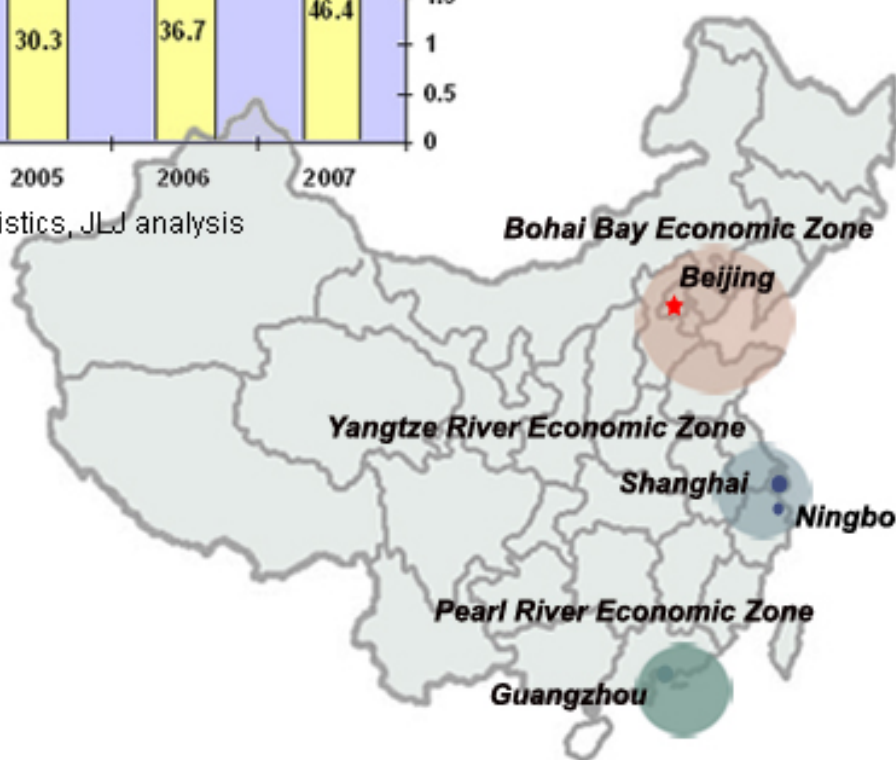 46.4
36.7
30.3
1
0.5
0
2005
2006
2007
JLJ analysis
Bohai Bay Economic Zone
Beijing
Yangtze River Economic Zone
Shanghai
Ningbo
Pearl River Economic Zone
Guangzhou